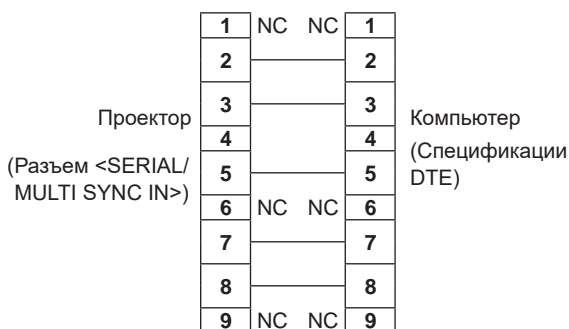 1 NC NC 1
2 2
3 3
Проектор
Компьютер
4 4
(Разъем <SERIAL/
MULTI SYNC IN>)
(Спецификации
DTE)
5 5
6 NC NC 6
7 7
8 8
9 NC NC 9